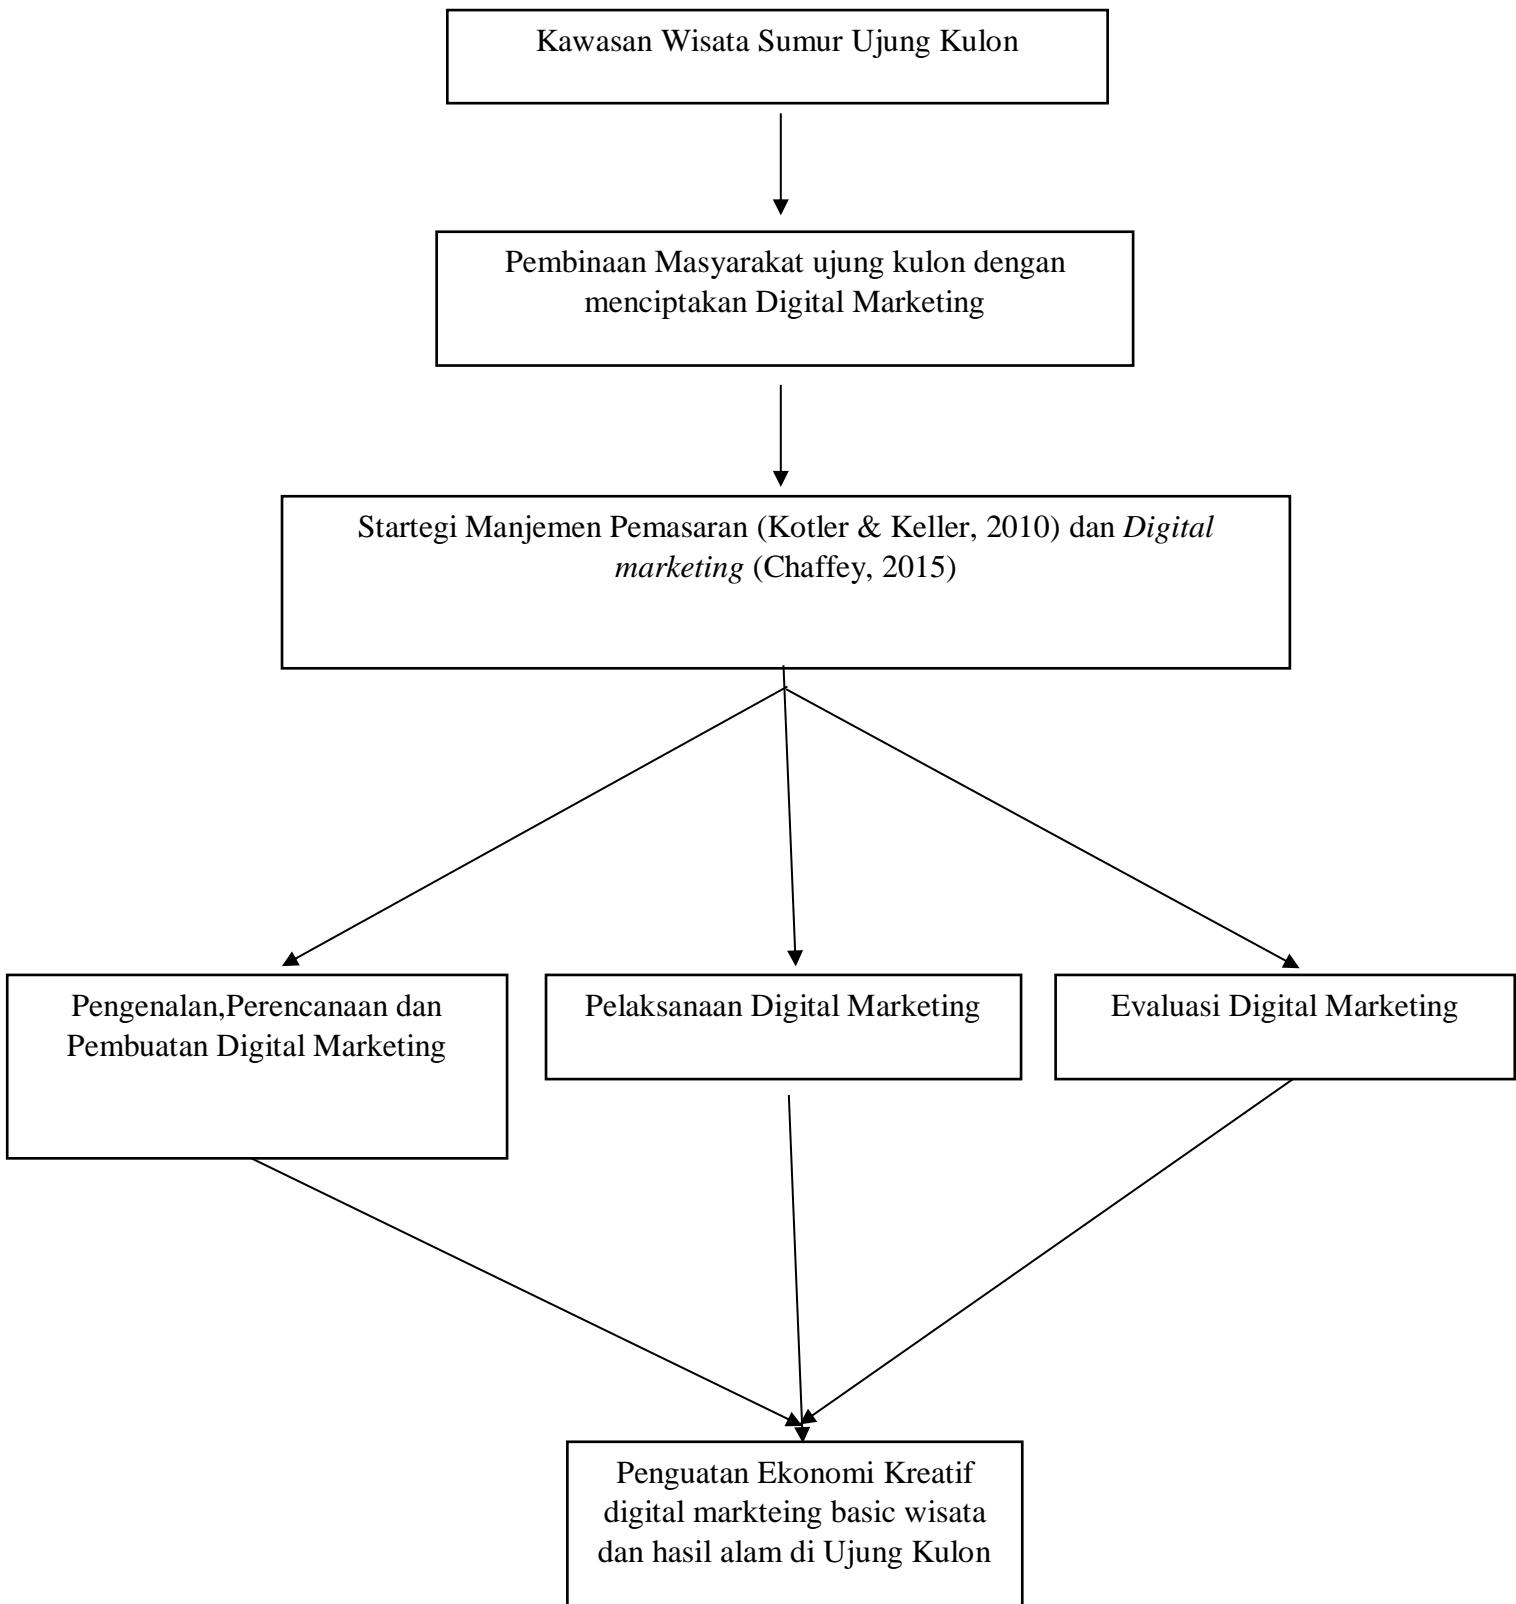 Kawasan Wisata Sumur Ujung Kulon
Pembinaan Masyarakat ujung kulon dengan
menciptakan Digital Marketing
Startegi Manjemen Pemasaran (Kotler & Keller, 2010) dan Digital
marketing (Chaffey, 2015)
Pengenalan,Perencanaan dan
Pembuatan Digital Marketing
Pelaksanaan Digital Marketing
Evaluasi Digital Marketing
Penguatan Ekonomi Kreatif
digital markteing basic wisata
dan hasil alam di Ujung Kulon